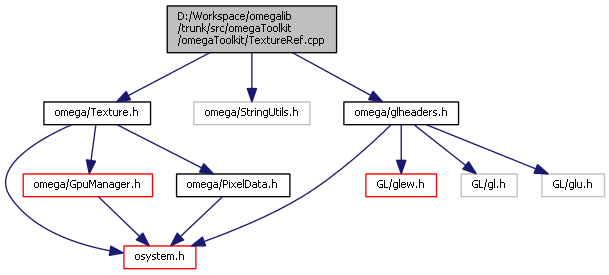 D:/Workspace/omegalib
/trunk/src/omegaToolkit
/omegaToolkit/TextureRef.cpp
omega/Texture.h
omega/StringUtils.h
omega/glheaders.h
omega/GpuManager.h
omega/PixelData.h
GL/glew.h
GL/gl.h
GL/glu.h
osystem.h